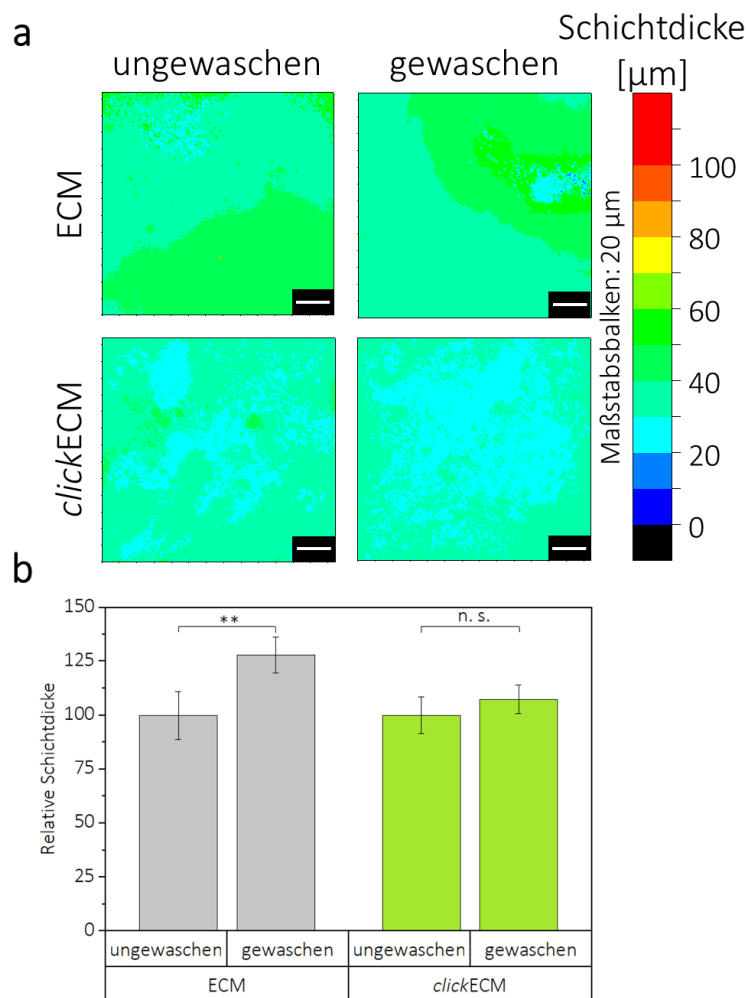 a
ungewaschen
gewaschen
Schichtdicke
[µm]
ECM
clickECM
Maßstabsbalken: 20 µm
100
80
60
40
20
0
b
Relative Schichtdicke
150
125
100
75
50
25
0
**
n. s.
ungewaschen
gewaschen
ungewaschen
gewaschen
ECM
clickECM